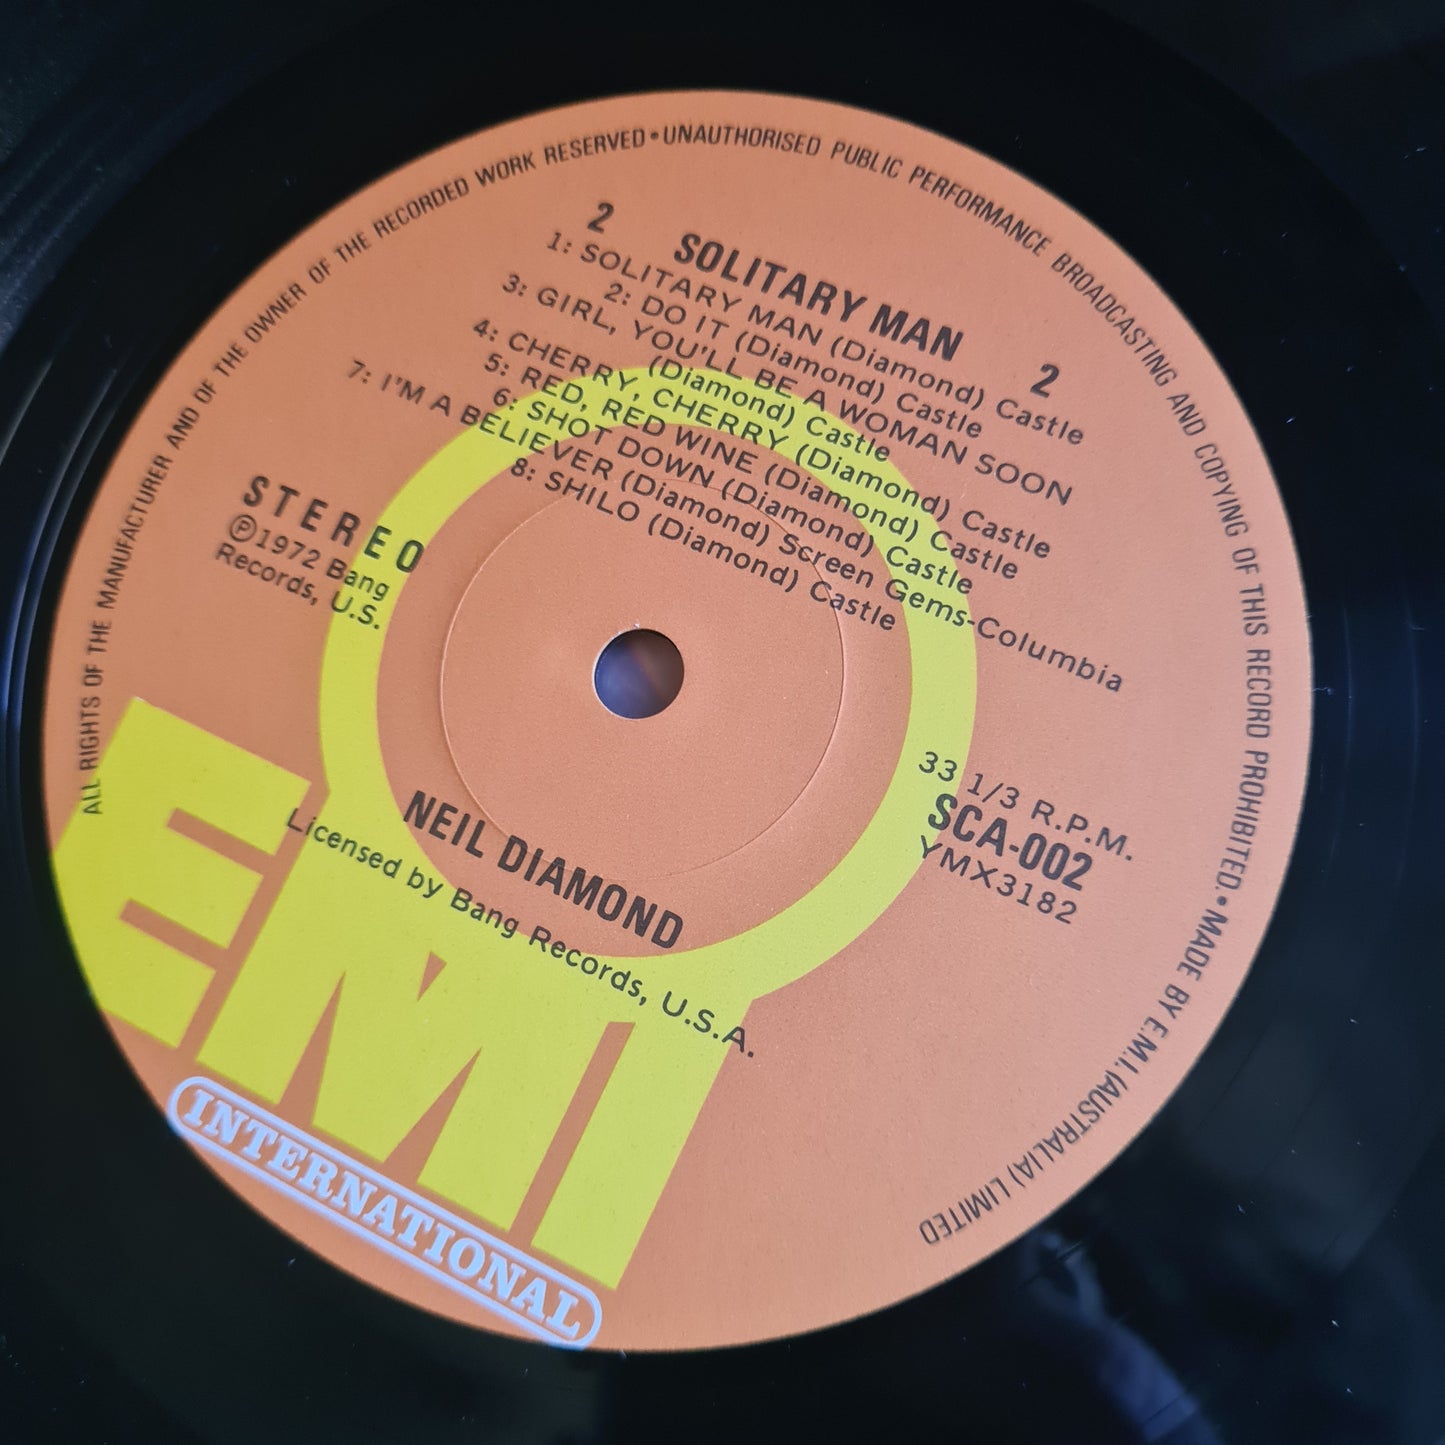 ALL RIGHTS OF THE MANUFACTURER AND OF THE OWNER OF THE RECORDED WORK RESERVED • UNAUTHORISED PUBLIC PERFORMANCE BROADCASTING AND COPYING OF THIS RECORD PROHIBITED. • MADE BY E.M.I. (AUSTRALIA) LIMITED
2 SOLITARY MAN 2
1: SOLITARY MAN (Diamond) Castle
2: DO IT (Diamond) Castle
3: GIRL, YOU'LL BE A WOMAN SOON
(Diamond) Castle
4: CHERRY, CHERRY (Diamond) Castle
5: RED, RED WINE (Diamond) Castle
6: SHOT DOWN (Diamond) Castle
7: I'M A BELIEVER (Diamond) Screen Gems-Columbia
8: SHILO (Diamond) Castle
STEREO
℗1972 Bang
Records, U.S.
33 1/3 R.P.M.
SCA-002
YMX3182
NEIL DIAMOND
Licensed by Bang Records, U.S.A.
EMI
INTERNATIONAL